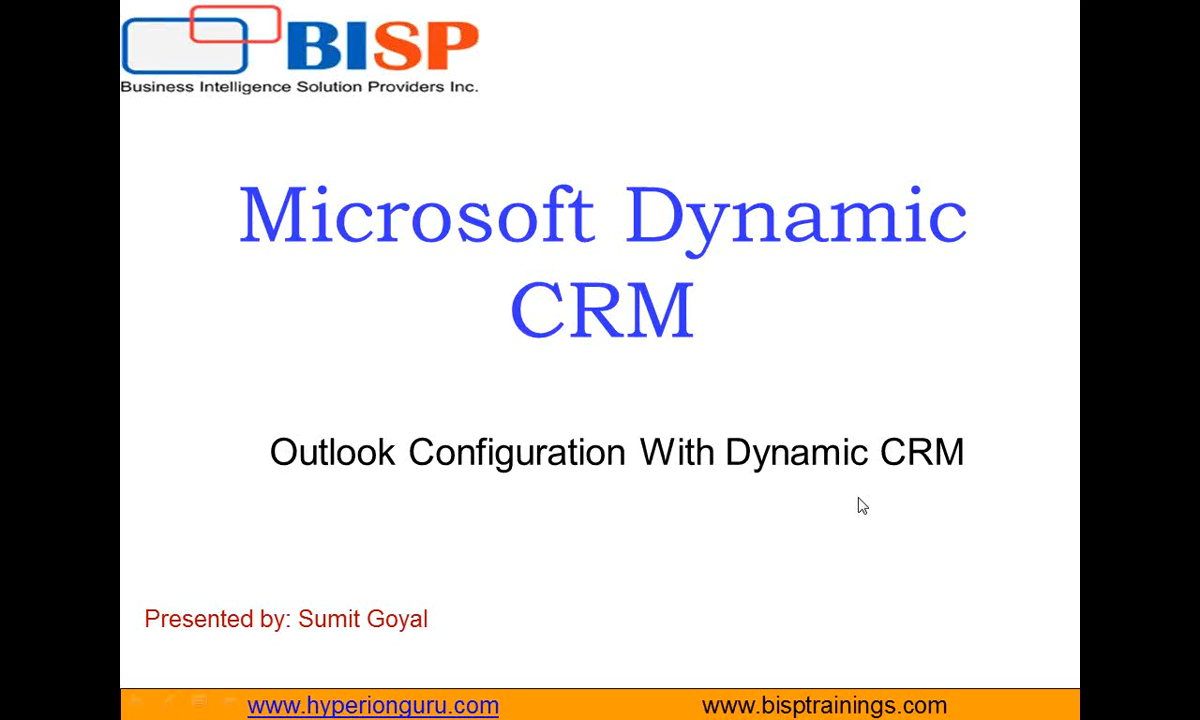 BISP
Business Intelligence Solution Providers Inc.
Microsoft Dynamic
CRM
Outlook Configuration With Dynamic CRM
Presented by: Sumit Goyal
www.hyperionguru.com www.bisptrainings.com